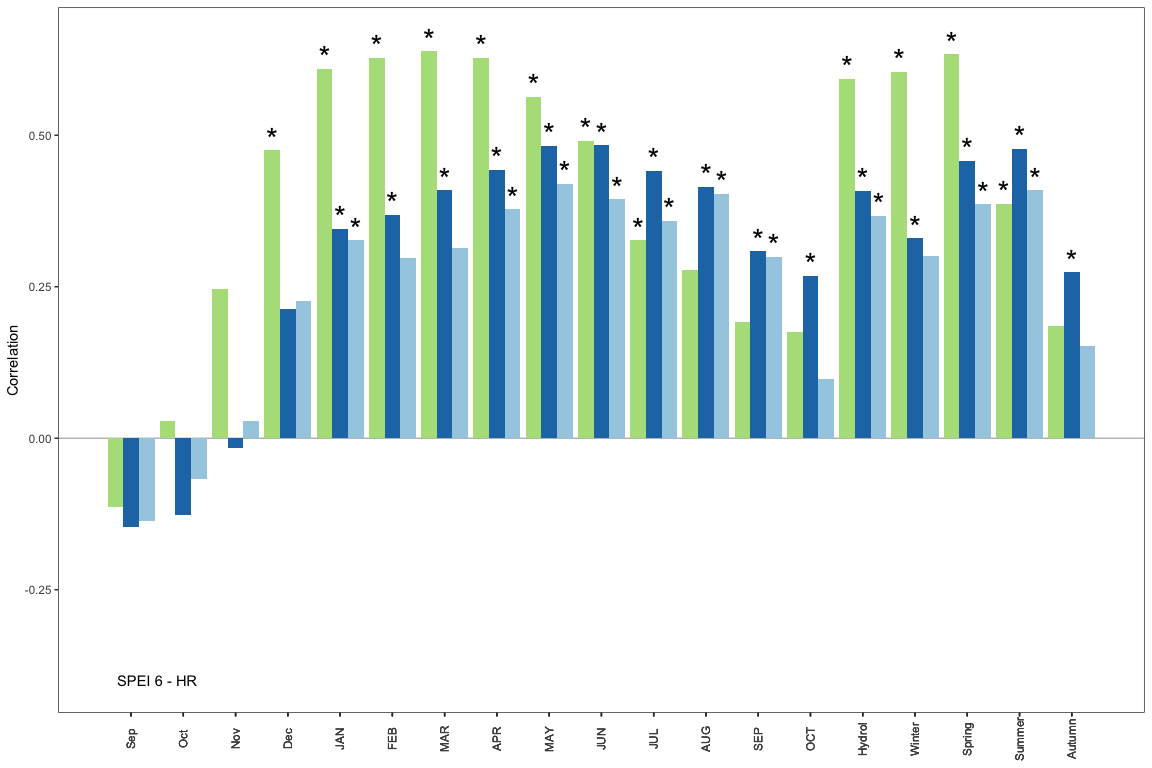 * * * * * * * *
* * * * * * * *
* * * * * * * * * * *
* * * * * * * * *
* * * * *
0.50
0.25
0.00
-0.25
Correlation
SPEI 6 - HR
Sep Oct Nov Dec JAN FEB MAR APR MAY JUN JUL AUG SEP OCT Hydrol Winter Spring Summer Autumn